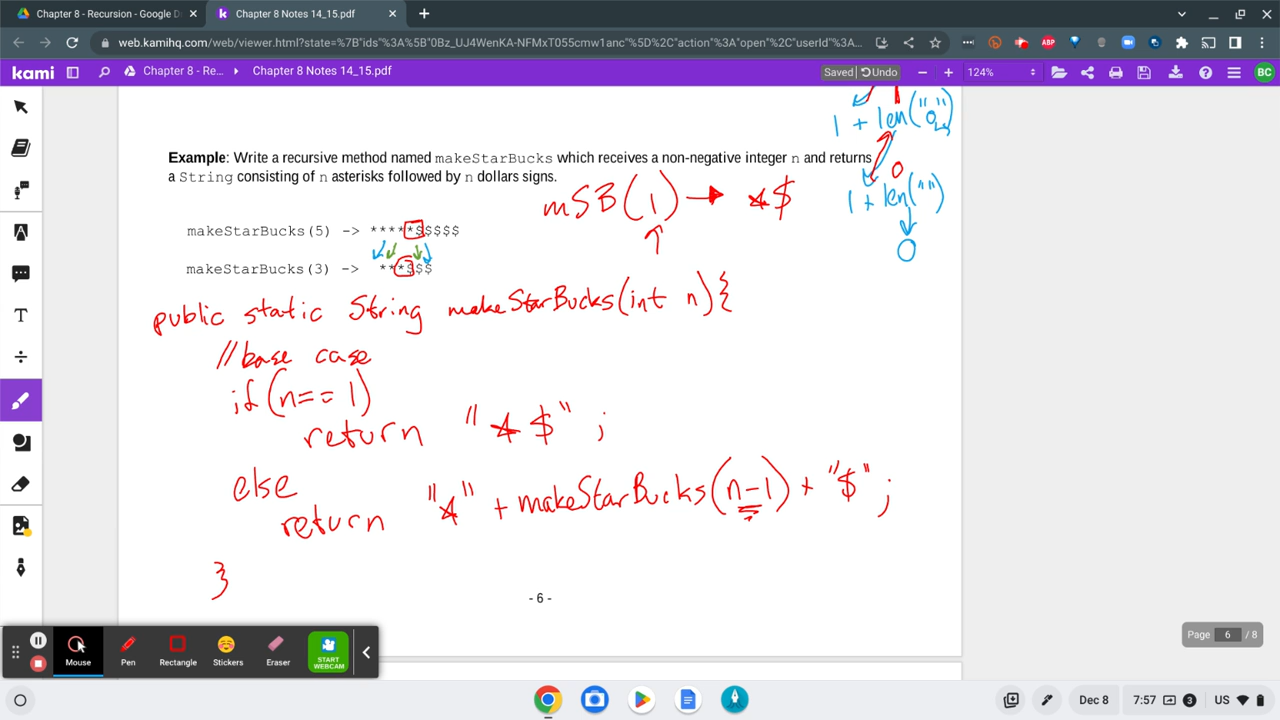 Chapter 8 - Recursion - Google D
Chapter 8 Notes 14_15.pdf
web.kamihq.com/web/viewer.html?state=%7B"ids"%3A%5B"0Bz_UJ4WenKA-NFMxT055cmw1anc"%5D%2C"action"%3A"open"%2C"userId"%3A...
ABP
kami
Chapter 8 - Re...
Chapter 8 Notes 14_15.pdf
Saved
Undo
124%
BC
1 + len("
1 + len("")
0
0
Example: Write a recursive method named makeStarBucks which receives a non-negative integer n and returns
a String consisting of n asterisks followed by n dollars signs.
mSB(1) → *$
makeStarBucks(5) -> *****$$$$$
makeStarBucks(3) -> ***$$$
public static String makeStarBucks(int n){
//base case
if(n==1)
return "*$";
else
return "*" + makeStarBucks(n-1) + "$";
}
- 6 -
Page 6 / 8
Mouse
Pen
Rectangle
Stickers
Eraser
START
WEBCAM
Dec 8
7:57
3
US